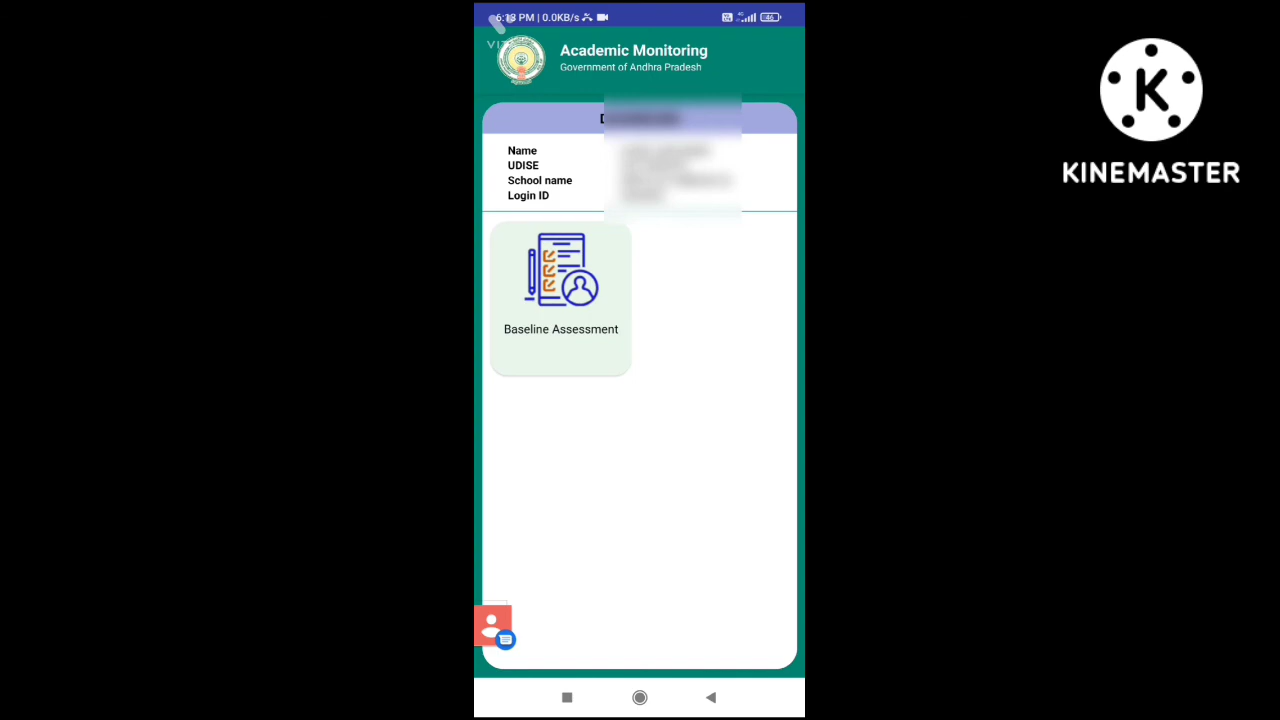 6:13 PM | 0.0KB/s
46
Academic Monitoring
Government of Andhra Pradesh
Name
UDISE
School name
Login ID
Baseline Assessment
K
KINEMASTER